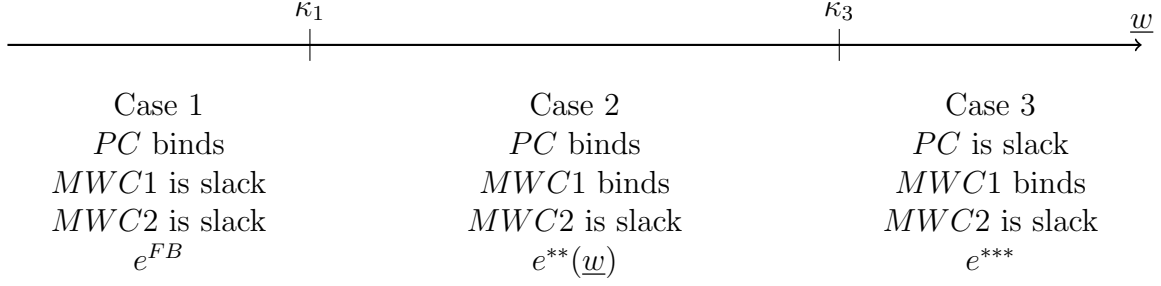 κ₁ κ₃ w̲
Case 1 Case 2 Case 3
PC binds PC binds PC is slack
MWC1 is slack MWC1 binds MWC1 binds
MWC2 is slack MWC2 is slack MWC2 is slack
e^{FB} e^{**}(w̲) e^{***}